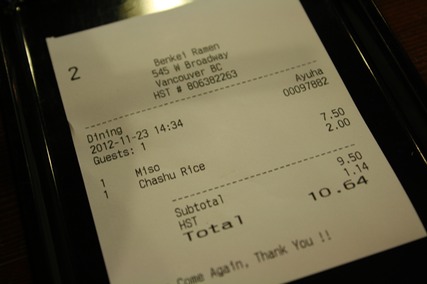 2
Benkei Ramen
545 W Broadway
Vancouver BC
HST # 806382263
Ayuha
Dining
00097882
2012-11-23 14:34
Guests: 1
1 Miso 7.50
1 Chashu Rice 2.00
Subtotal 9.50
HST 1.14
Total 10.64
Come Again, Thank You !!